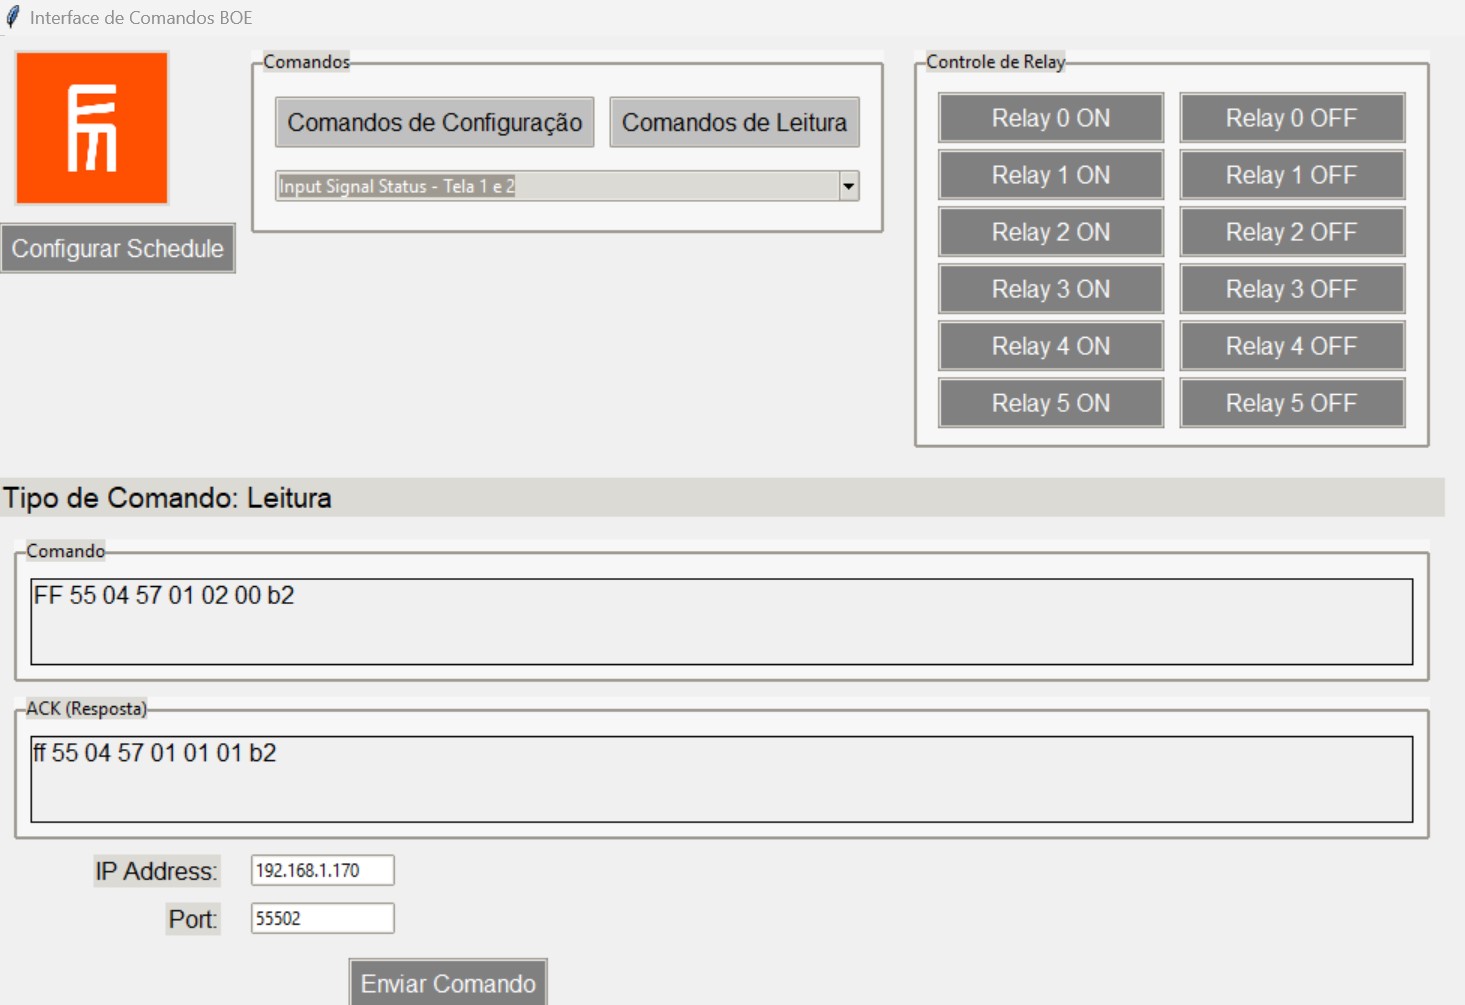 Interface de Comandos BOE
Comandos
Comandos de Configuração
Comandos de Leitura
Input Signal Status - Tela 1 e 2
Configurar Schedule
Controle de Relay
Relay 0 ON
Relay 0 OFF
Relay 1 ON
Relay 1 OFF
Relay 2 ON
Relay 2 OFF
Relay 3 ON
Relay 3 OFF
Relay 4 ON
Relay 4 OFF
Relay 5 ON
Relay 5 OFF
Tipo de Comando: Leitura
Comando
FF 55 04 57 01 02 00 b2
ACK (Resposta)
ff 55 04 57 01 01 01 b2
IP Address:
192.168.1.170
Port:
55502
Enviar Comando